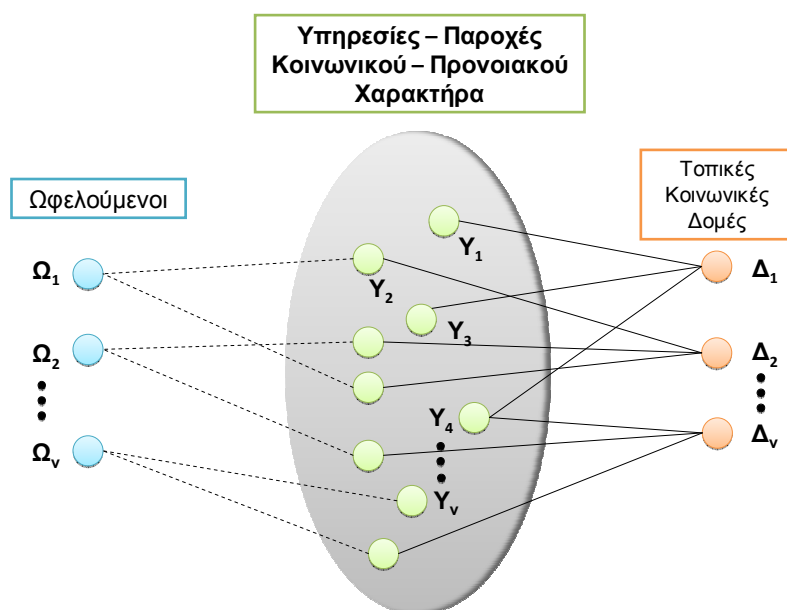 Υπηρεσίες – Παροχές
Κοινωνικού – Προνοιακού
Χαρακτήρα
Ωφελούμενοι
Τοπικές
Κοινωνικές
Δομές
Ω1
Ω2
Ων
Υ1
Υ2
Υ3
Υ4
Υν
Δ1
Δ2
Δν